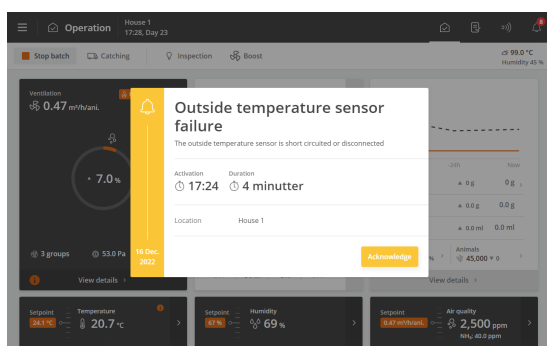 Operation
House 1
17:28, Day 23
8
Stop batch
Catching
Inspection
Boost
99.0 °C
Humidity 45 %
Ventilation
0.47 m³/h/ani.
7.0 %
3 groups
53.0 Pa
View details
16 Dec.
2022
Outside temperature sensor
failure
The outside temperature sensor is short circuited or disconnected
Activation
Duration
17:24
4 minutter
Location
House 1
Acknowledge
-24h
Now
0 g
0 g
0.0 g
0.0 g
0.0 ml
0.0 ml
%
Animals
45,000
0
View details
Setpoint
24.1 °C
Temperature
20.7 °C
Setpoint
67 %
Humidity
69 %
Setpoint
0.47 m³/h/ani.
Air quality
2,500 ppm
NH₃: 40.0 ppm